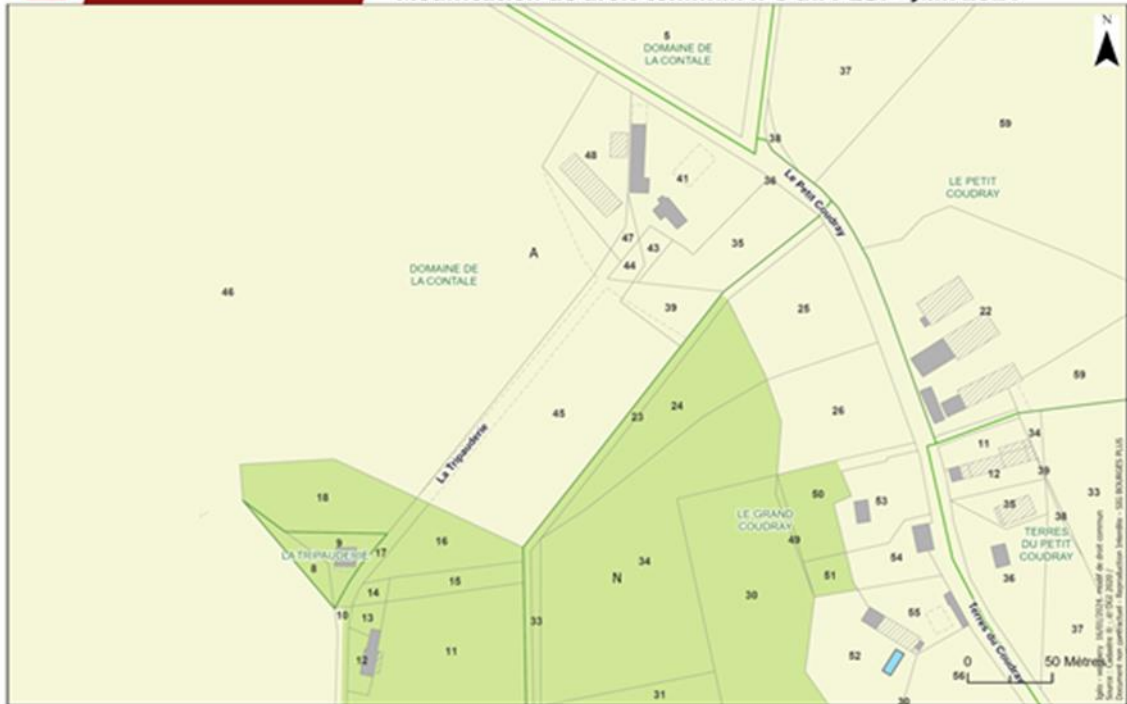 N
5
DOMAINE DE
LA CONTALE
37
38
59
48
41
36
Le Petit Coudray
LE PETIT
COUDRAY
47
43
35
44
A
DOMAINE DE
LA CONTALE
46
39
25
22
45
23
24
26
59
La Tripauderie
11
34
12
39
33
18
50
53
35
38
LE GRAND
COUDRAY
49
TERRES
DU PETIT
COUDRAY
9
17
16
LA TRIPAUDERIE
8
54
34
N
51
36
14
15
30
10
13
33
55
37
Terres du Coudray
11
12
52
0
50 Mètres
56
31
30